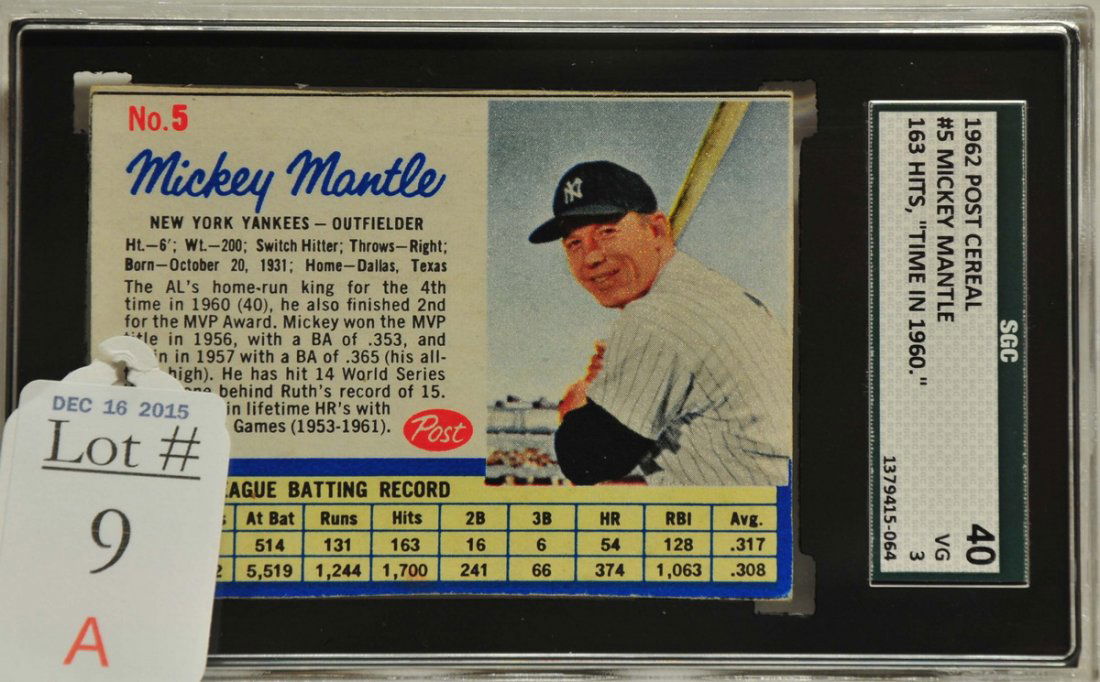 No.5
Mickey Mantle
NEW YORK YANKEES — OUTFIELDER
Ht.—6'; Wt.—200; Switch Hitter; Throws—Right;
Born—October 20, 1931; Home—Dallas, Texas
The AL's home-run king for the 4th
time in 1960 (40), he also finished 2nd
for the MVP Award. Mickey won the MVP
title in 1956, with a BA of .353, and
in in 1957 with a BA of .365 (his all-
high). He has hit 14 World Series
one behind Ruth's record of 15.
in lifetime HR's with
Games (1953-1961).
Post
NY
EAGUE BATTING RECORD
s At Bat Runs Hits 2B 3B HR RBI Avg.
514 131 163 16 6 54 128 .317
2 5,519 1,244 1,700 241 66 374 1,063 .308
DEC 16 2015
Lot #
9
A
SGC
1962 POST CEREAL
#5 MICKEY MANTLE
163 HITS, "TIME IN 1960."
40
VG 3
1379415-064